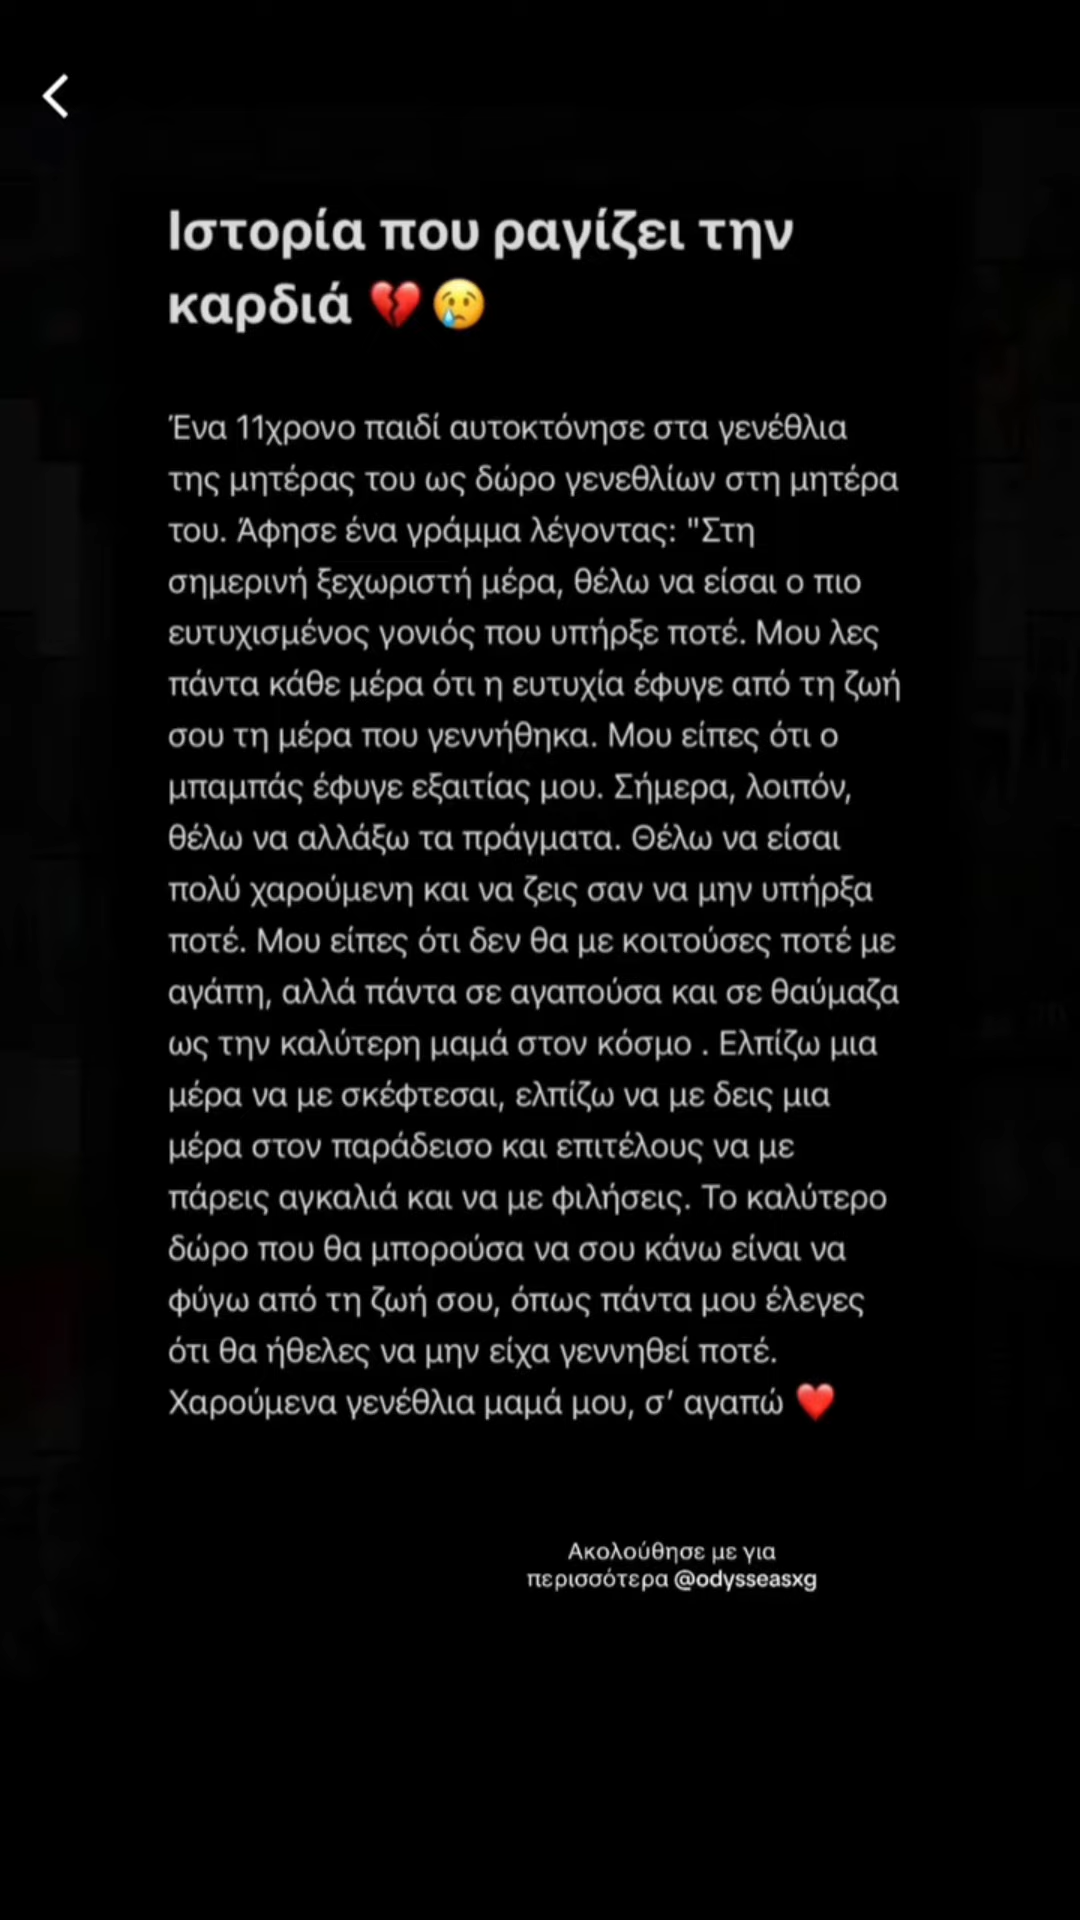 Ιστορία που ραγίζει την
καρδιά 💔😢
Ένα 11χρονο παιδί αυτοκτόνησε στα γενέθλια
της μητέρας του ως δώρο γενεθλίων στη μητέρα
του. Άφησε ένα γράμμα λέγοντας: "Στη
σημερινή ξεχωριστή μέρα, θέλω να είσαι ο πιο
ευτυχισμένος γονιός που υπήρξε ποτέ. Μου λες
πάντα κάθε μέρα ότι η ευτυχία έφυγε από τη ζωή
σου τη μέρα που γεννήθηκα. Μου είπες ότι ο
μπαμπάς έφυγε εξαιτίας μου. Σήμερα, λοιπόν,
θέλω να αλλάξω τα πράγματα. Θέλω να είσαι
πολύ χαρούμενη και να ζεις σαν να μην υπήρξα
ποτέ. Μου είπες ότι δεν θα με κοιτούσες ποτέ με
αγάπη, αλλά πάντα σε αγαπούσα και σε θαύμαζα
ως την καλύτερη μαμά στον κόσμο . Ελπίζω μια
μέρα να με σκέφτεσαι, ελπίζω να με δεις μια
μέρα στον παράδεισο και επιτέλους να με
πάρεις αγκαλιά και να με φιλήσεις. Το καλύτερο
δώρο που θα μπορούσα να σου κάνω είναι να
φύγω από τη ζωή σου, όπως πάντα μου έλεγες
ότι θα ήθελες να μην είχα γεννηθεί ποτέ.
Χαρούμενα γενέθλια μαμά μου, σ’ αγαπώ ❤️
Ακολούθησε με για
περισσότερα @odysseasxg